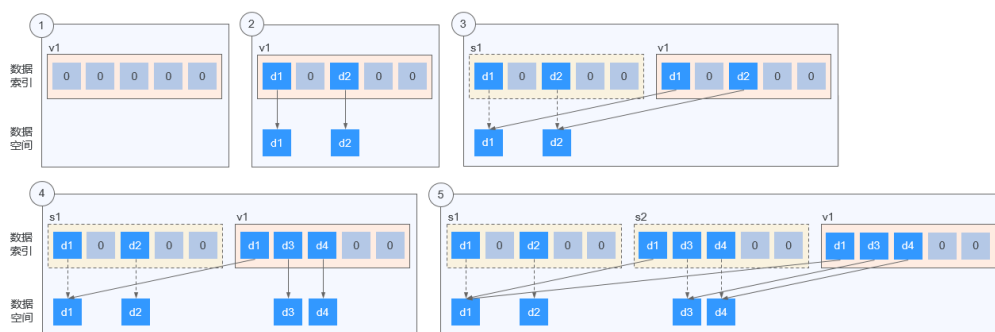 1
v1
数据
索引
0 0 0 0 0
数据
空间
2
v1
d1 0 d2 0 0
d1 d2
3
s1 v1
d1 0 d2 0 0 d1 0 d2 0 0
d1 d2
4
s1 v1
数据
索引
d1 0 d2 0 0 d1 d3 d4 0 0
数据
空间
d1 d2 d3 d4
5
s1 s2 v1
d1 0 d2 0 0 d1 d3 d4 0 0 d1 d3 d4 0 0
d1 d2 d3 d4